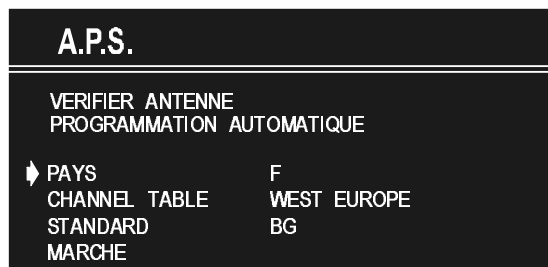 A.P.S.
VERIFIER ANTENNE
PROGRAMMATION AUTOMATIQUE
PAYS F
CHANNEL TABLE WEST EUROPE
STANDARD BG
MARCHE